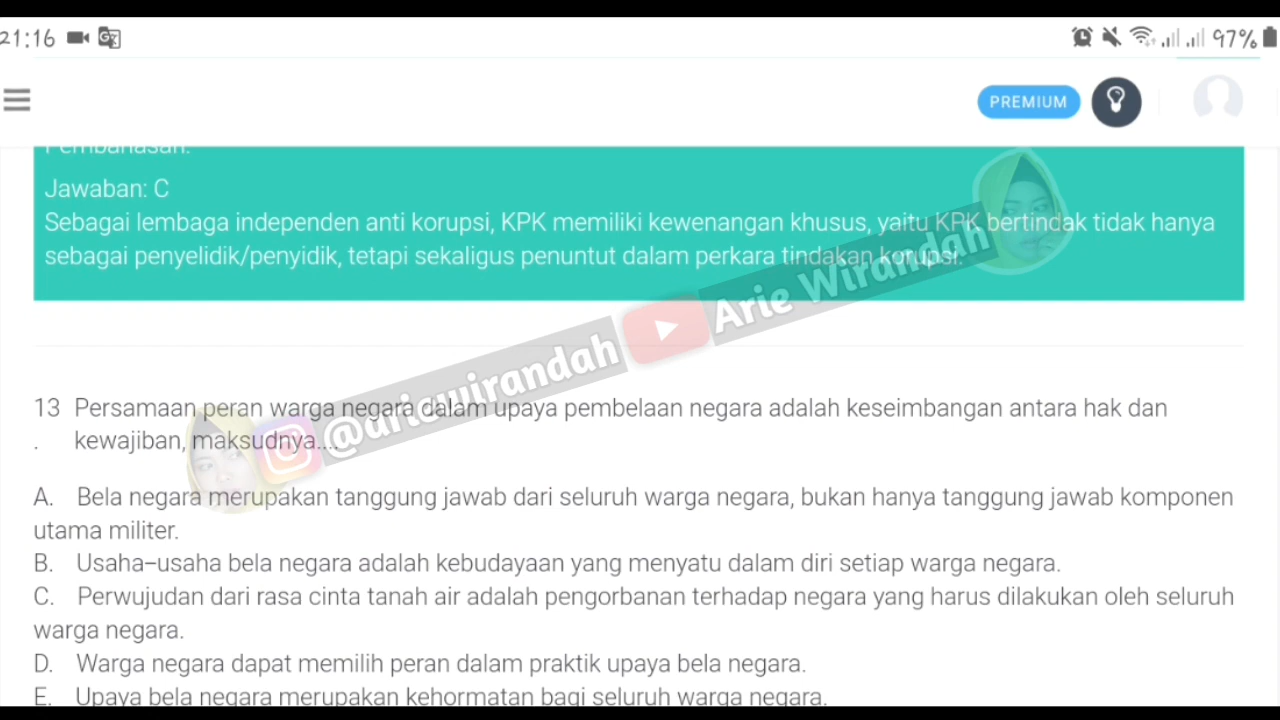 21:16
97%
PREMIUM
Pembahasan:
Jawaban: C
Sebagai lembaga independen anti korupsi, KPK memiliki kewenangan khusus, yaitu KPK bertindak tidak hanya
sebagai penyelidik/penyidik, tetapi sekaligus penuntut dalam perkara tindakan korupsi.
Arie Wirandah
@ariewirandah
13 Persamaan peran warga negara dalam upaya pembelaan negara adalah keseimbangan antara hak dan
. kewajiban, maksudnya....
A. Bela negara merupakan tanggung jawab dari seluruh warga negara, bukan hanya tanggung jawab komponen
utama militer.
B. Usaha–usaha bela negara adalah kebudayaan yang menyatu dalam diri setiap warga negara.
C. Perwujudan dari rasa cinta tanah air adalah pengorbanan terhadap negara yang harus dilakukan oleh seluruh
warga negara.
D. Warga negara dapat memilih peran dalam praktik upaya bela negara.
E. Upaya bela negara merupakan kehormatan bagi seluruh warga negara.